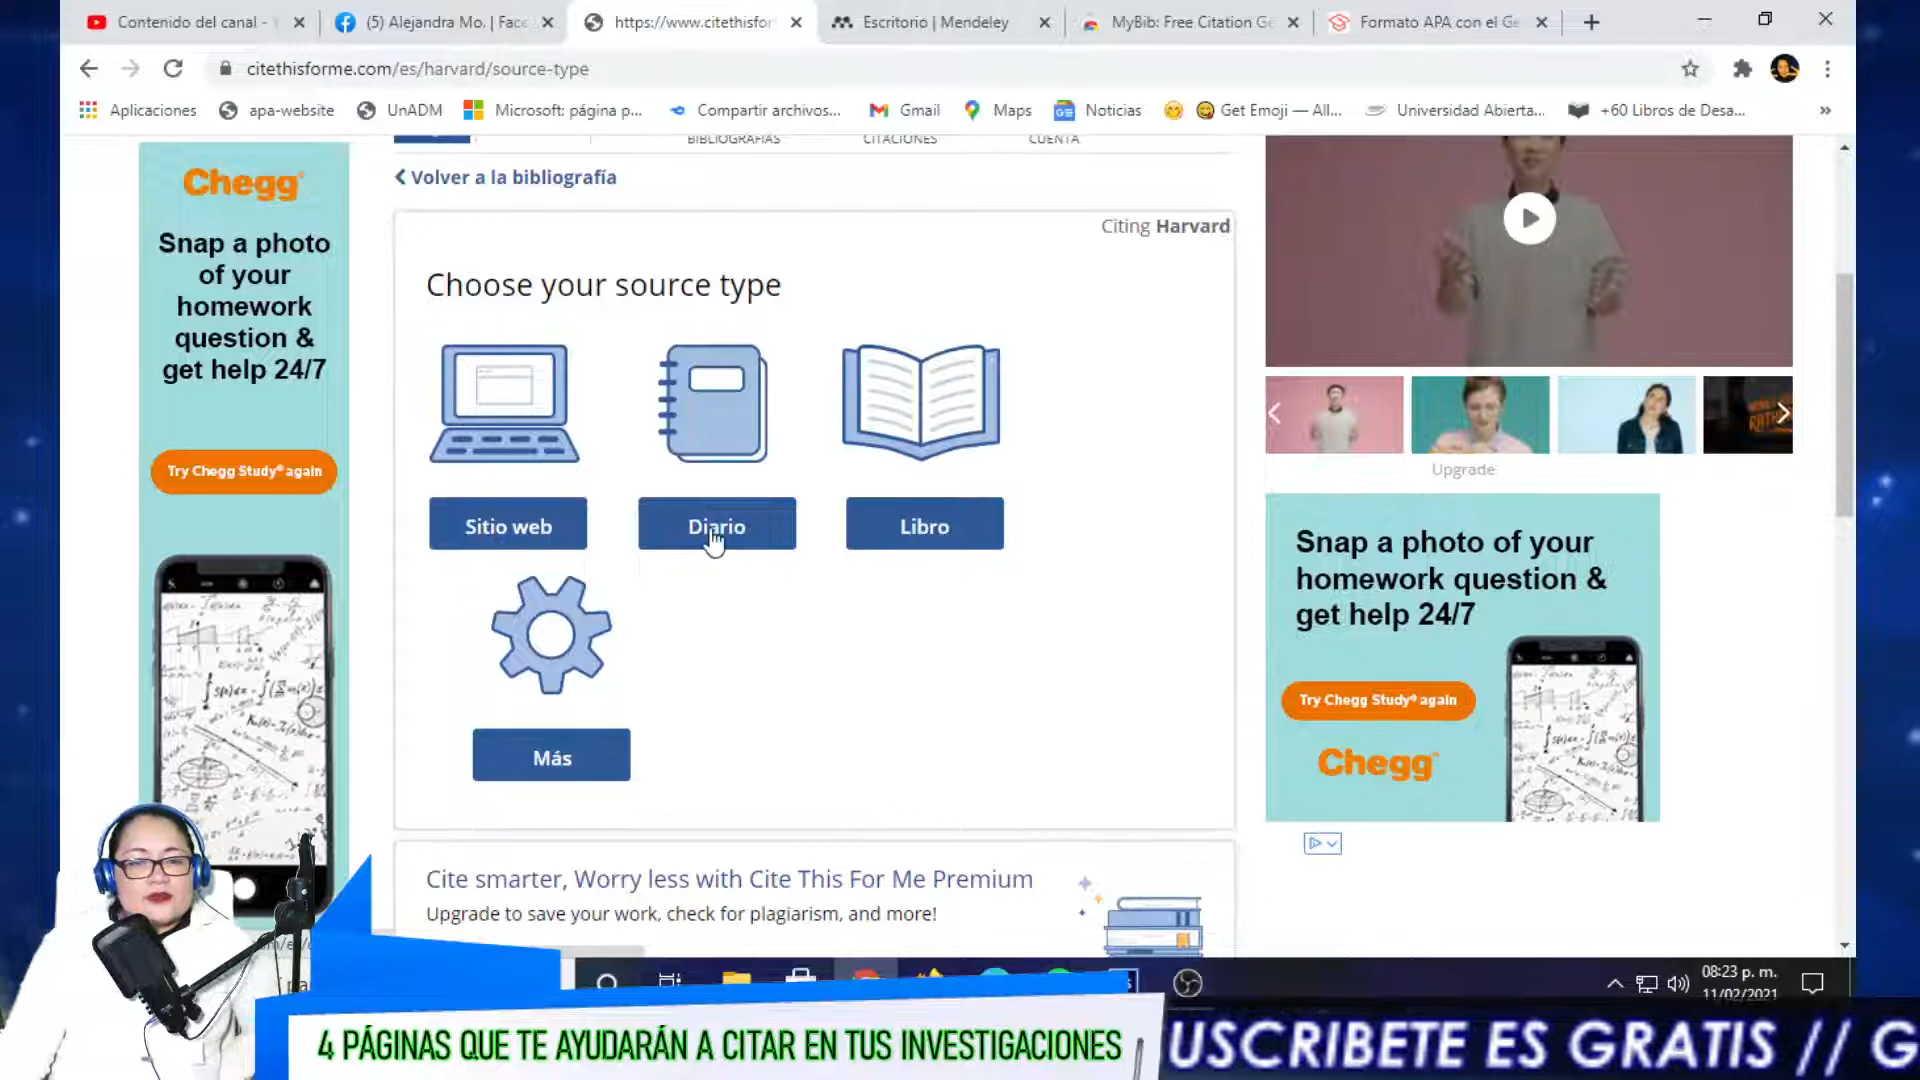 Contenido del canal -
(5) Alejandra Mo. | Face
https://www.citethisfor
Escritorio | Mendeley
MyBib: Free Citation Ge
Formato APA con el Ge
citethisforme.com/es/harvard/source-type
Aplicaciones
apa-website
UnADM
Microsoft: página p...
Compartir archivos...
Gmail
Maps
Noticias
Get Emoji — All...
Universidad Abierta...
+60 Libros de Desa...
»
BIBLIOGRAFÍAS
CITACIONES
CUENTA
Volver a la bibliografía
Citing Harvard
Choose your source type
Sitio web
Diario
Libro
Más
Cite smarter, Worry less with Cite This For Me Premium
Upgrade to save your work, check for plagiarism, and more!
Chegg
Snap a photo
of your
homework
question &
get help 24/7
Try Chegg Study® again
Upgrade
Snap a photo of your
homework question &
get help 24/7
Try Chegg Study® again
Chegg
08:23 p. m.
11/02/2021
4 PÁGINAS QUE TE AYUDARÁN A CITAR EN TUS INVESTIGACIONES
USCRIBETE ES GRATIS // G